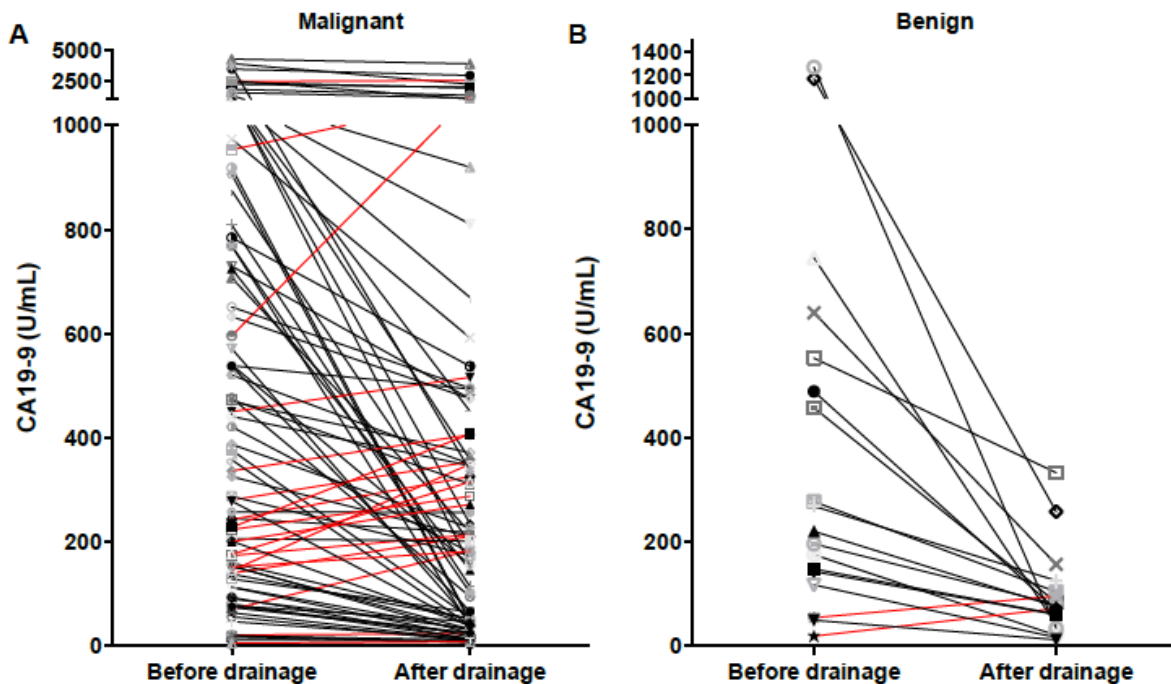 A
Malignant
5000
2500
1000
800
600
400
200
0
CA19-9 (U/mL)
Before drainage
After drainage
B
Benign
1400
1200
1000
1000
800
600
400
200
0
CA19-9 (U/mL)
Before drainage
After drainage